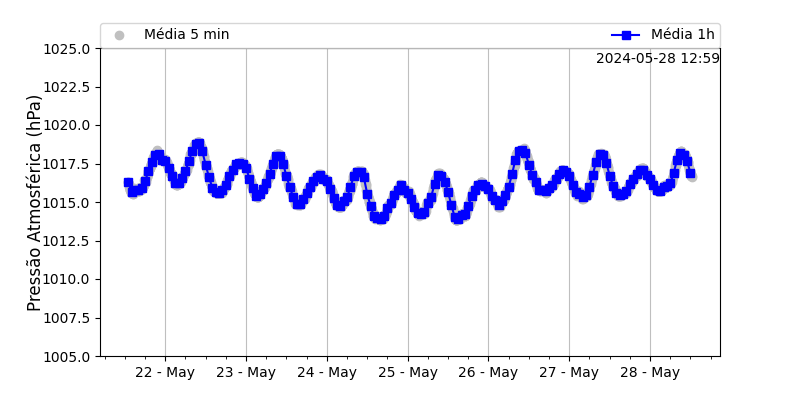 Média 5 min
Média 1h
2024-05-28 12:59
Pressão Atmosférica (hPa)
1025.0
1022.5
1020.0
1017.5
1015.0
1012.5
1010.0
1007.5
1005.0
22 - May
23 - May
24 - May
25 - May
26 - May
27 - May
28 - May